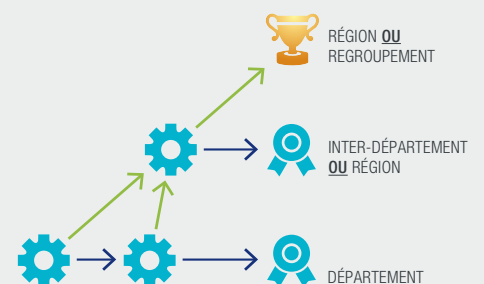 RÉGION OU
REGROUPEMENT
INTER-DÉPARTEMENT
OU RÉGION
DÉPARTEMENT